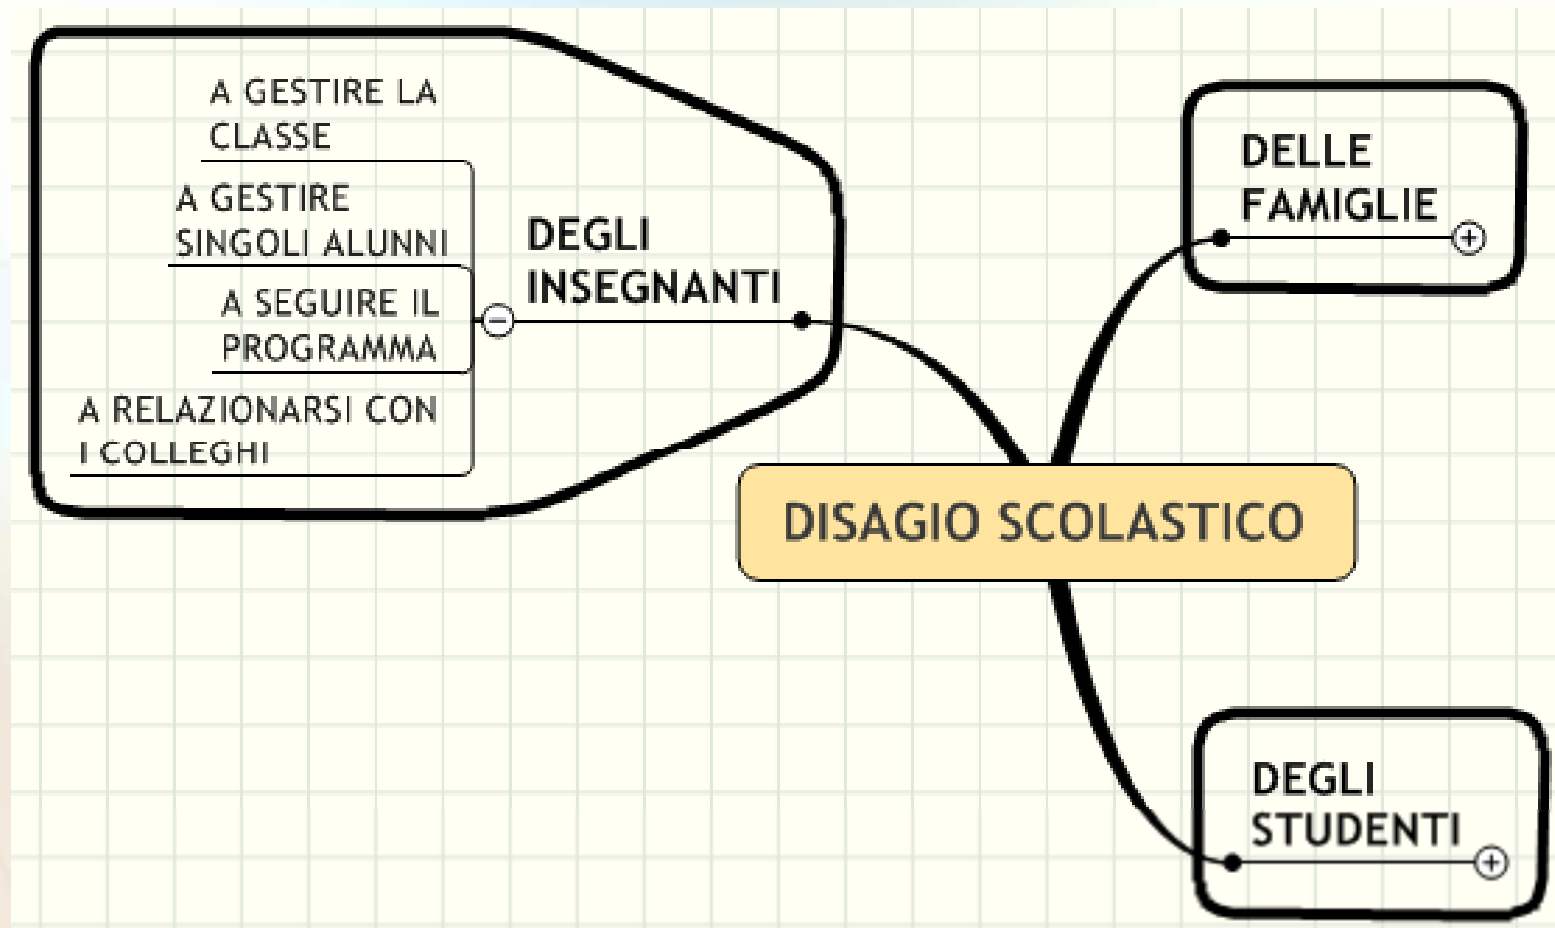 A GESTIRE LA
CLASSE
A GESTIRE
SINGOLI ALUNNI
A SEGUIRE IL
PROGRAMMA
A RELAZIONARSI CON
I COLLEGHI
DEGLI
INSEGNANTI
DELLE
FAMIGLIE
DISAGIO SCOLASTICO
DEGLI
STUDENTI